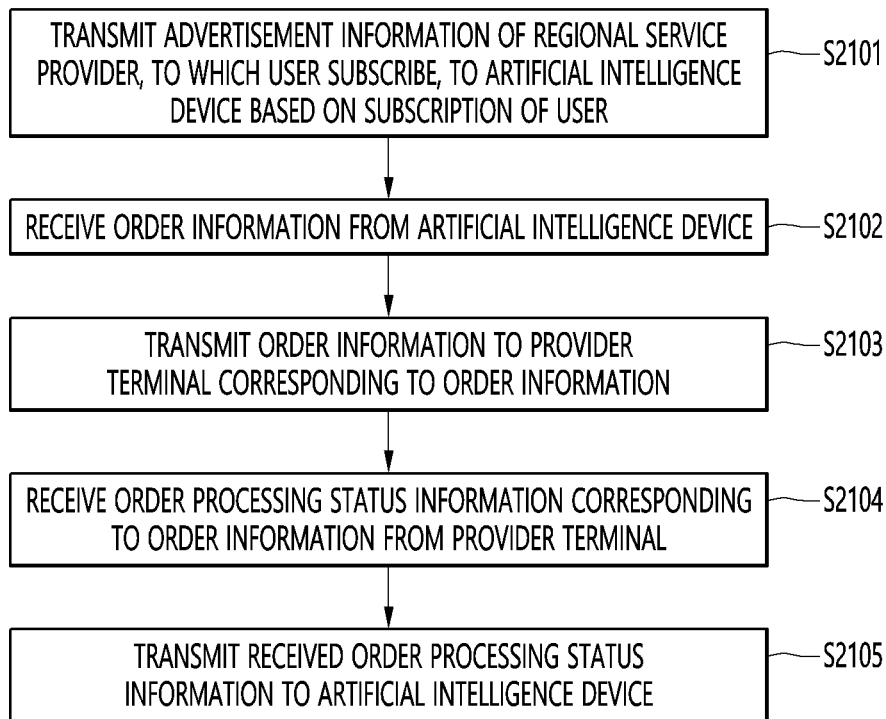 TRANSMIT ADVERTISEMENT INFORMATION OF REGIONAL SERVICE
PROVIDER, TO WHICH USER SUBSCRIBE, TO ARTIFICIAL INTELLIGENCE
DEVICE BASED ON SUBSCRIPTION OF USER
S2101
RECEIVE ORDER INFORMATION FROM ARTIFICIAL INTELLIGENCE DEVICE
S2102
TRANSMIT ORDER INFORMATION TO PROVIDER
TERMINAL CORRESPONDING TO ORDER INFORMATION
S2103
RECEIVE ORDER PROCESSING STATUS INFORMATION CORRESPONDING
TO ORDER INFORMATION FROM PROVIDER TERMINAL
S2104
TRANSMIT RECEIVED ORDER PROCESSING STATUS
INFORMATION TO ARTIFICIAL INTELLIGENCE DEVICE
S2105